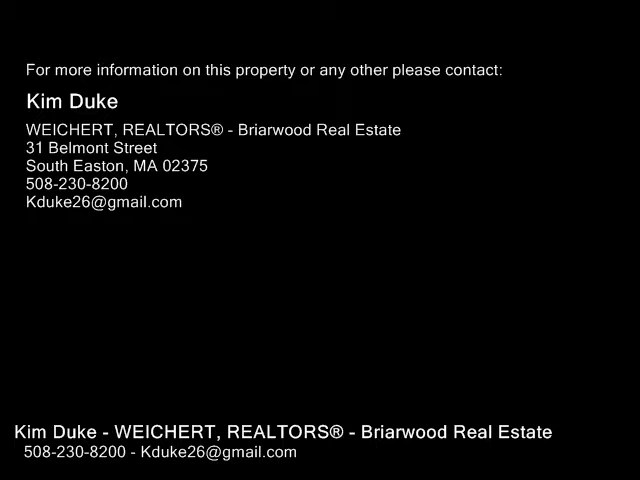 For more information on this property or any other please contact:
Kim Duke
WEICHERT, REALTORS® - Briarwood Real Estate
31 Belmont Street
South Easton, MA 02375
508-230-8200
Kduke26@gmail.com
Kim Duke - WEICHERT, REALTORS® - Briarwood Real Estate
508-230-8200 - Kduke26@gmail.com